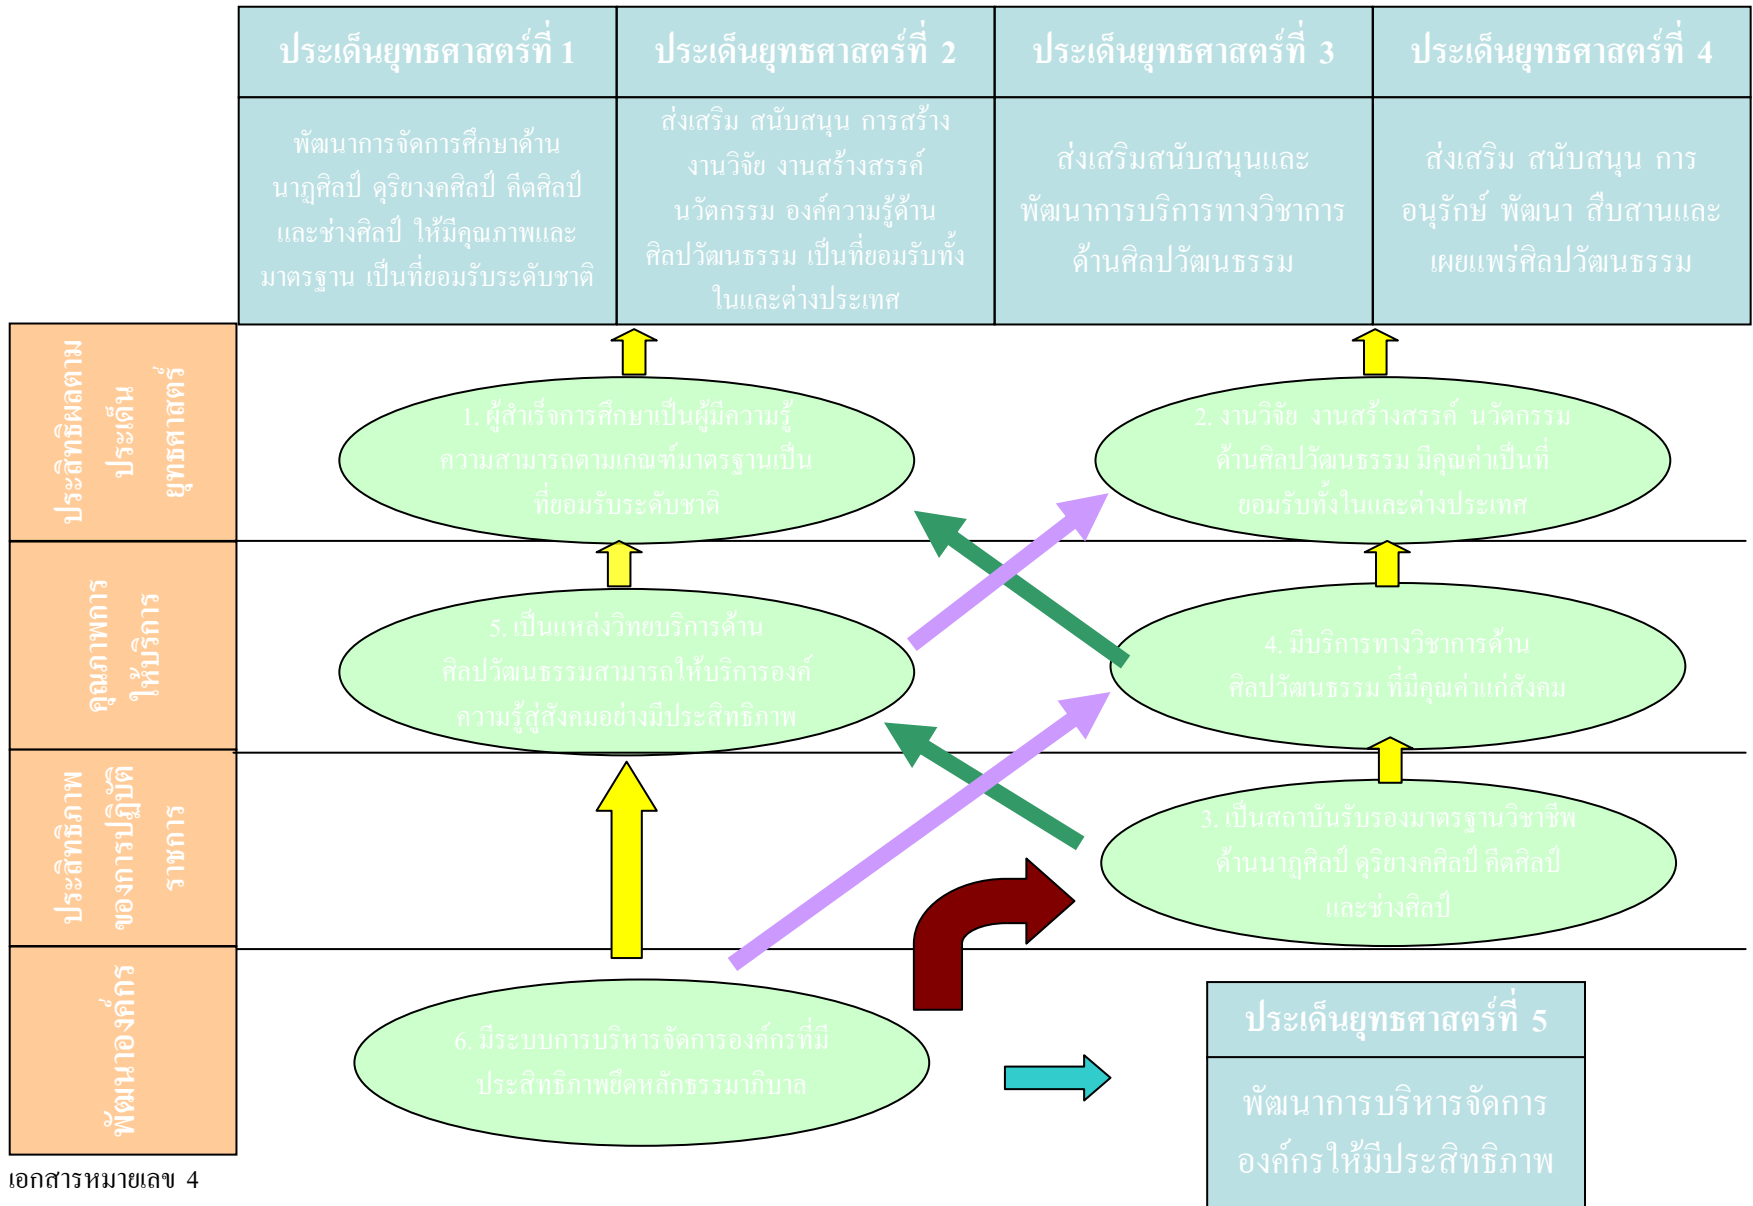 ประเด็นยุทธศาสตร์ที่ 1
ประเด็นยุทธศาสตร์ที่ 2
ประเด็นยุทธศาสตร์ที่ 3
ประเด็นยุทธศาสตร์ที่ 4
พัฒนาการจัดการศึกษาด้าน
นาฏศิลป์ ดุริยางคศิลป์ คีตศิลป์
และช่างศิลป์ ให้มีคุณภาพและ
มาตรฐาน เป็นที่ยอมรับระดับชาติ
ส่งเสริม สนับสนุน การสร้าง
งานวิจัย งานสร้างสรรค์
นวัตกรรม องค์ความรู้ด้าน
ศิลปวัฒนธรรม เป็นที่ยอมรับทั้ง
ในและต่างประเทศ
ส่งเสริมสนับสนุนและ
พัฒนาการบริการทางวิชาการ
ด้านศิลปวัฒนธรรม
ส่งเสริม สนับสนุน การ
อนุรักษ์ พัฒนา สืบสานและ
เผยแพร่ศิลปวัฒนธรรม
ประสิทธิผลตาม
ประเด็น
ยุทธศาสตร์
1. ผู้สำเร็จการศึกษาเป็นผู้มีความรู้
ความสามารถตามเกณฑ์มาตรฐานเป็น
ที่ยอมรับระดับชาติ
2. งานวิจัย งานสร้างสรรค์ นวัตกรรม
ด้านศิลปวัฒนธรรม มีคุณค่าเป็นที่
ยอมรับทั้งในและต่างประเทศ
คุณภาพการ
ให้บริการ
5. เป็นแหล่งวิทยบริการด้าน
ศิลปวัฒนธรรมสามารถให้บริการองค์
ความรู้สู่สังคมอย่างมีประสิทธิภาพ
4. มีบริการทางวิชาการด้าน
ศิลปวัฒนธรรม ที่มีคุณค่าแก่สังคม
ประสิทธิภาพ
ของการปฏิบัติ
ราชการ
3. เป็นสถาบันรับรองมาตรฐานวิชาชีพ
ด้านนาฏศิลป์ ดุริยางคศิลป์ คีตศิลป์
และช่างศิลป์
พัฒนาองค์กร
6. มีระบบการบริหารจัดการองค์กรที่มี
ประสิทธิภาพยึดหลักธรรมาภิบาล
ประเด็นยุทธศาสตร์ที่ 5
พัฒนาการบริหารจัดการ
องค์กรให้มีประสิทธิภาพ
เอกสารหมายเลข 4